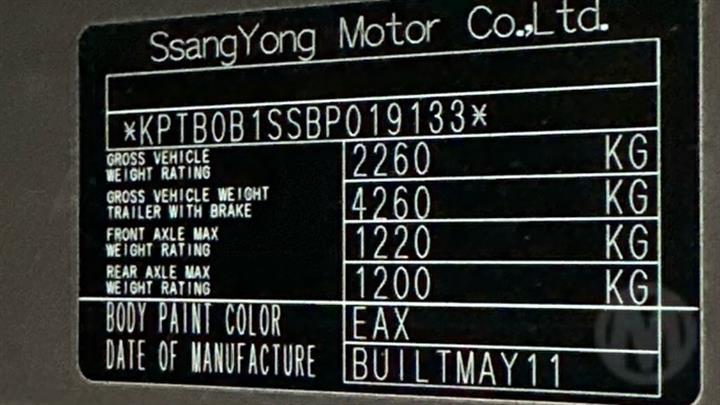 SsangYong Motor Co.,Ltd.
*KPTB0B1SSBP019133*
GROSS VEHICLE
WEIGHT RATING 2260 KG
GROSS VEHICLE WEIGHT
TRAILER WITH BRAKE 4260 KG
FRONT AXLE MAX
WEIGHT RATING 1220 KG
REAR AXLE MAX
WEIGHT RATING 1200 KG
BODY PAINT COLOR EAX
DATE OF MANUFACTURE BUILTMAY11